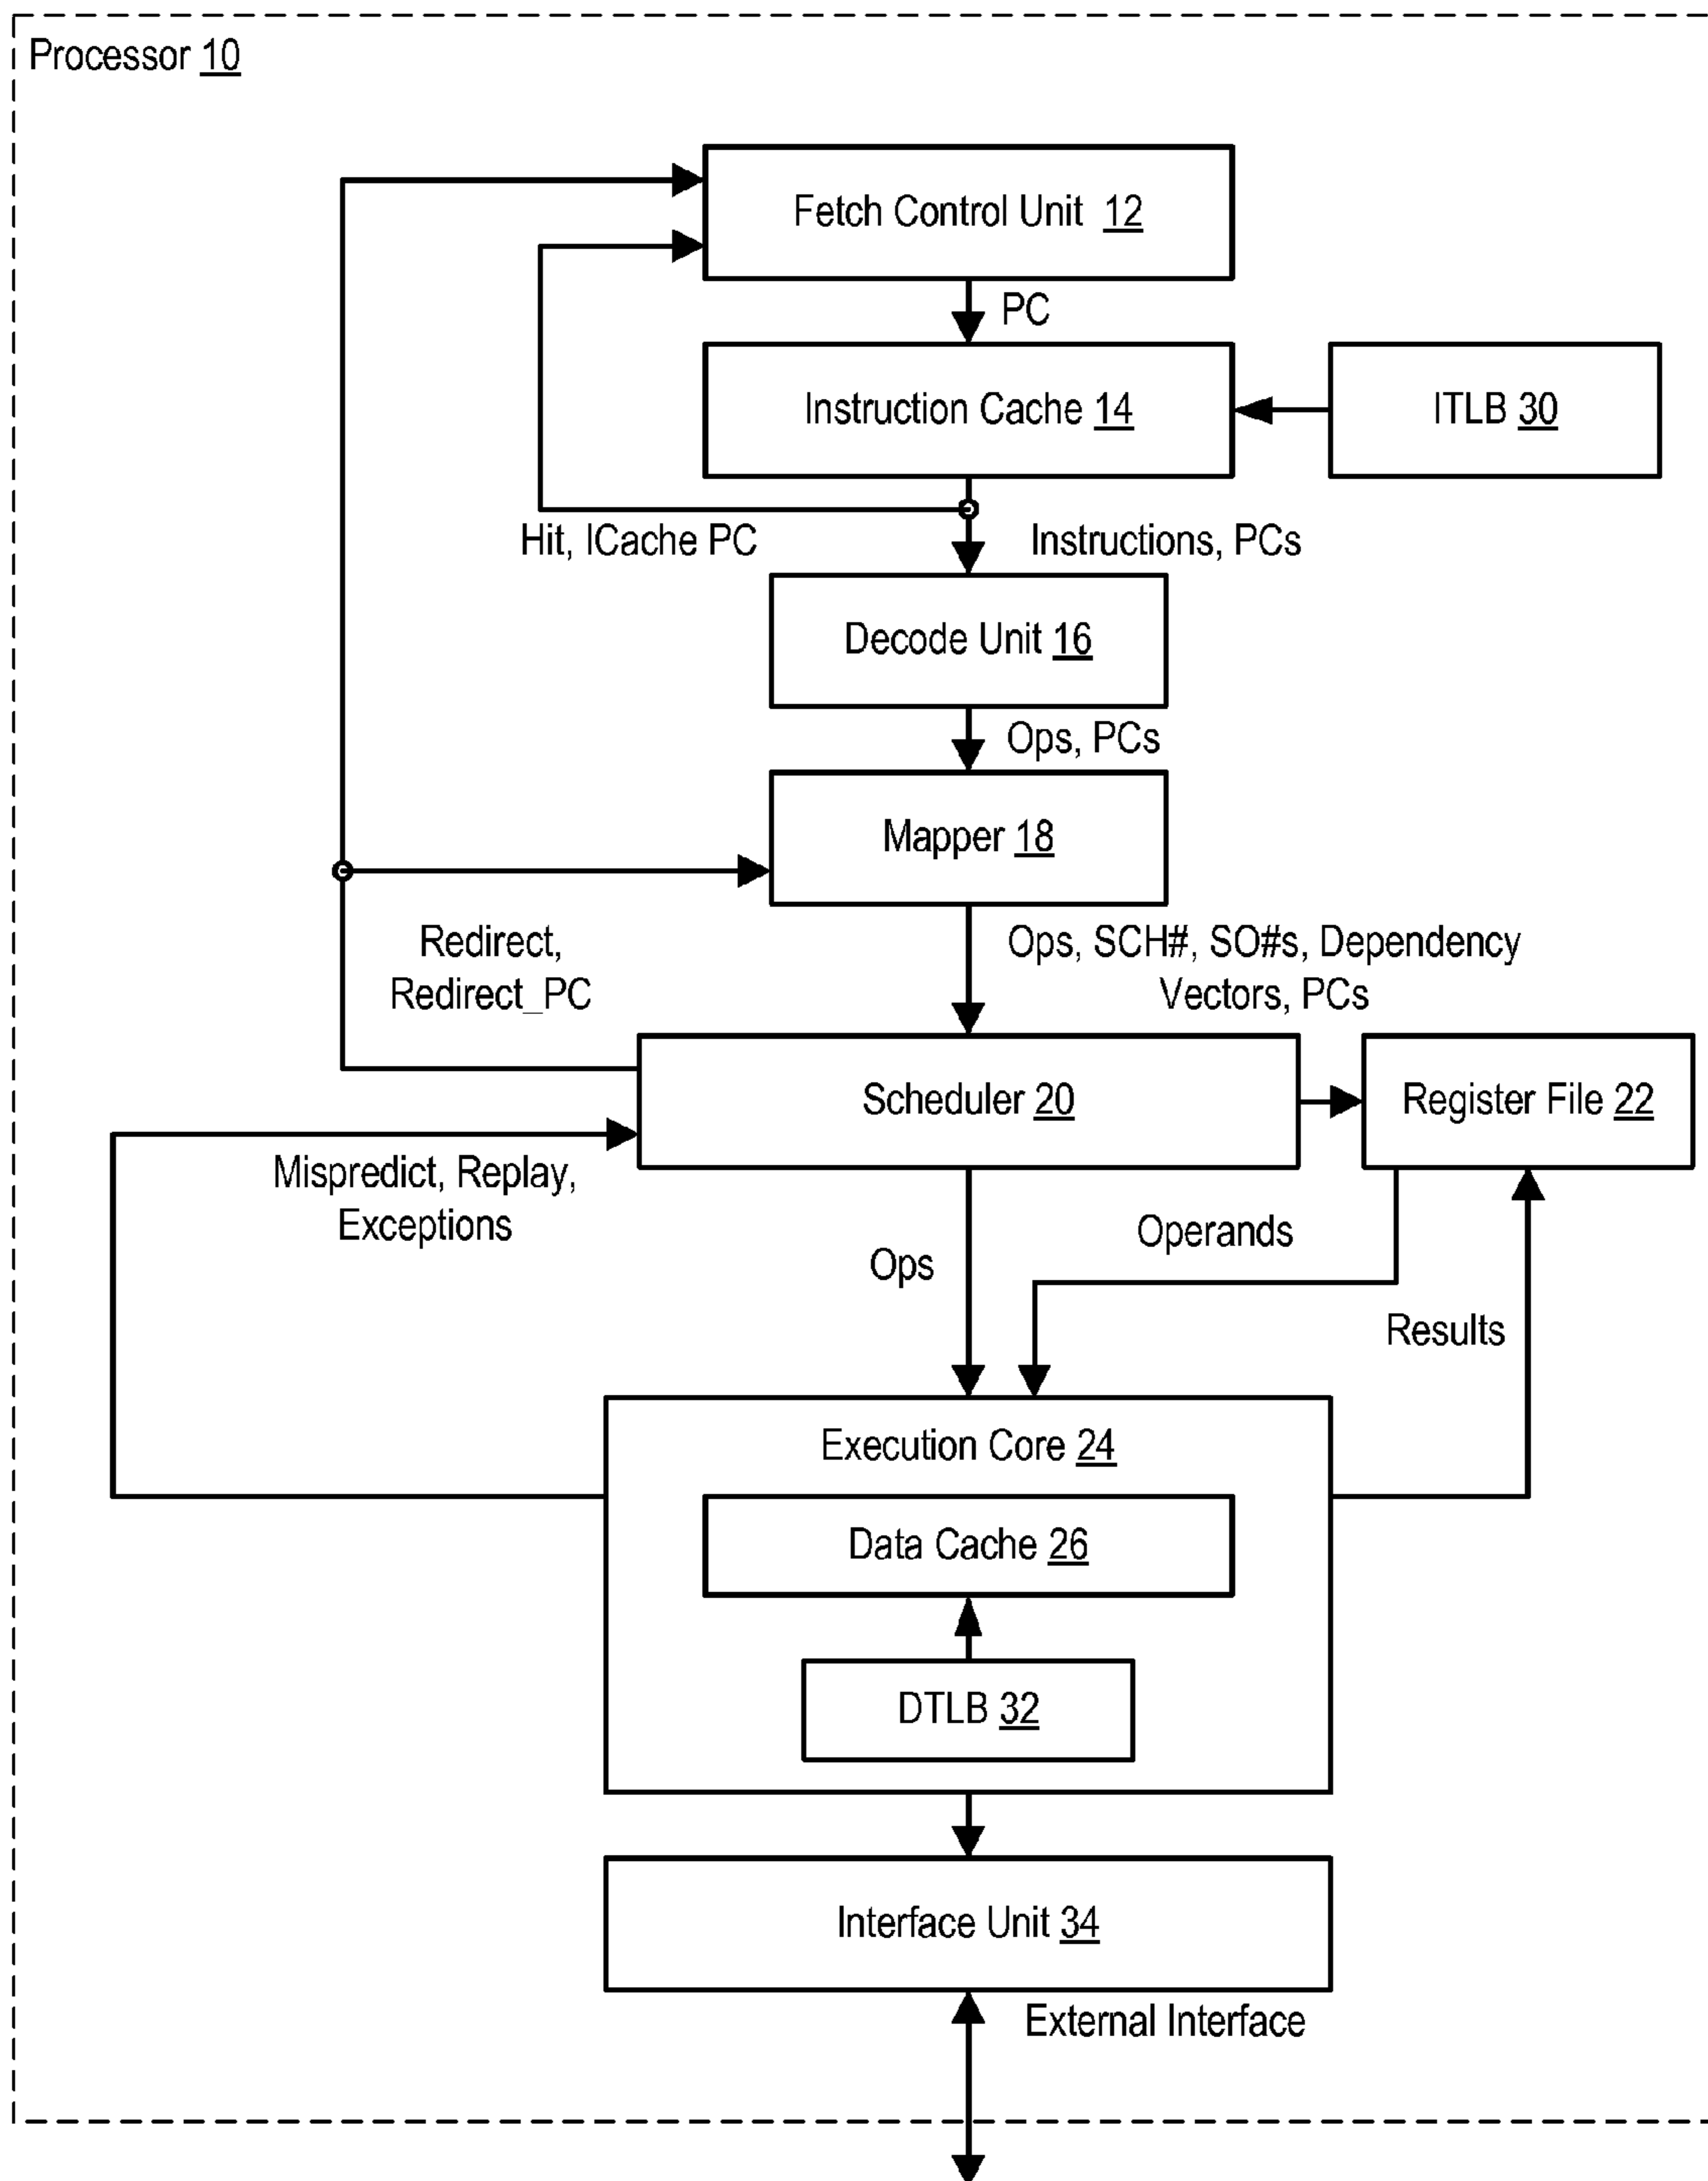 Processor 10
Fetch Control Unit 12
PC
Instruction Cache 14
ITLB 30
Hit, ICache PC
Instructions, PCs
Decode Unit 16
Ops, PCs
Mapper 18
Redirect,
Redirect_PC
Ops, SCH#, SO#s, Dependency
Vectors, PCs
Scheduler 20
Register File 22
Mispredict, Replay,
Exceptions
Ops
Operands
Results
Execution Core 24
Data Cache 26
DTLB 32
Interface Unit 34
External Interface